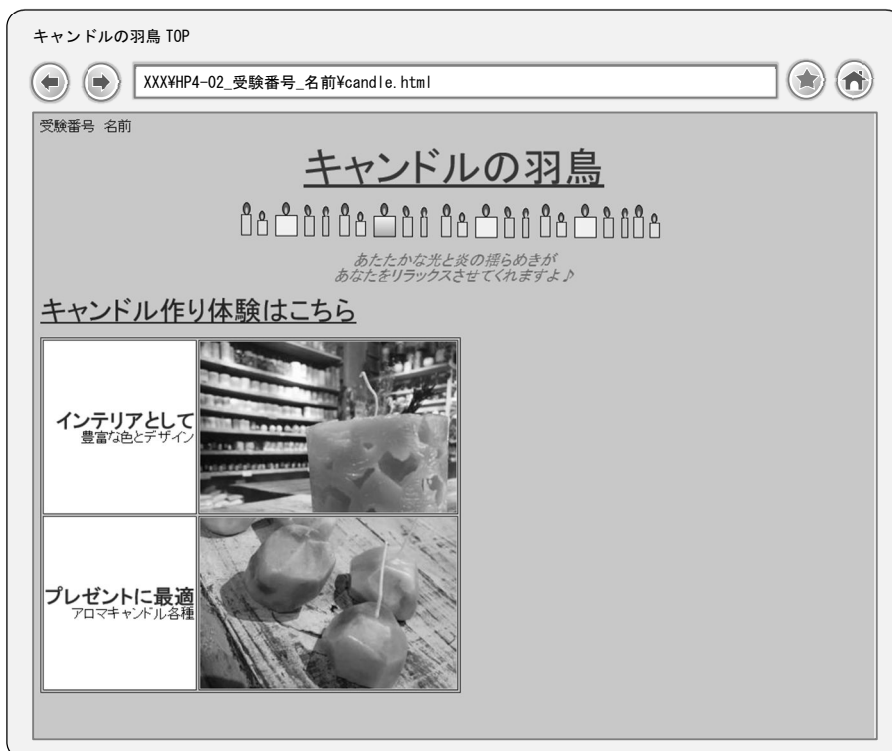 キャンドルの羽鳥 TOP
XXX¥HP4-02_受験番号_名前¥candle.html
受験番号 名前
キャンドルの羽鳥
あたたかな光と炎の揺らめきが
あなたをリラックスさせてくれますよ♪
キャンドル作り体験はこちら
インテリアとして
豊富な色とデザイン
プレゼントに最適
アロマキャンドル各種